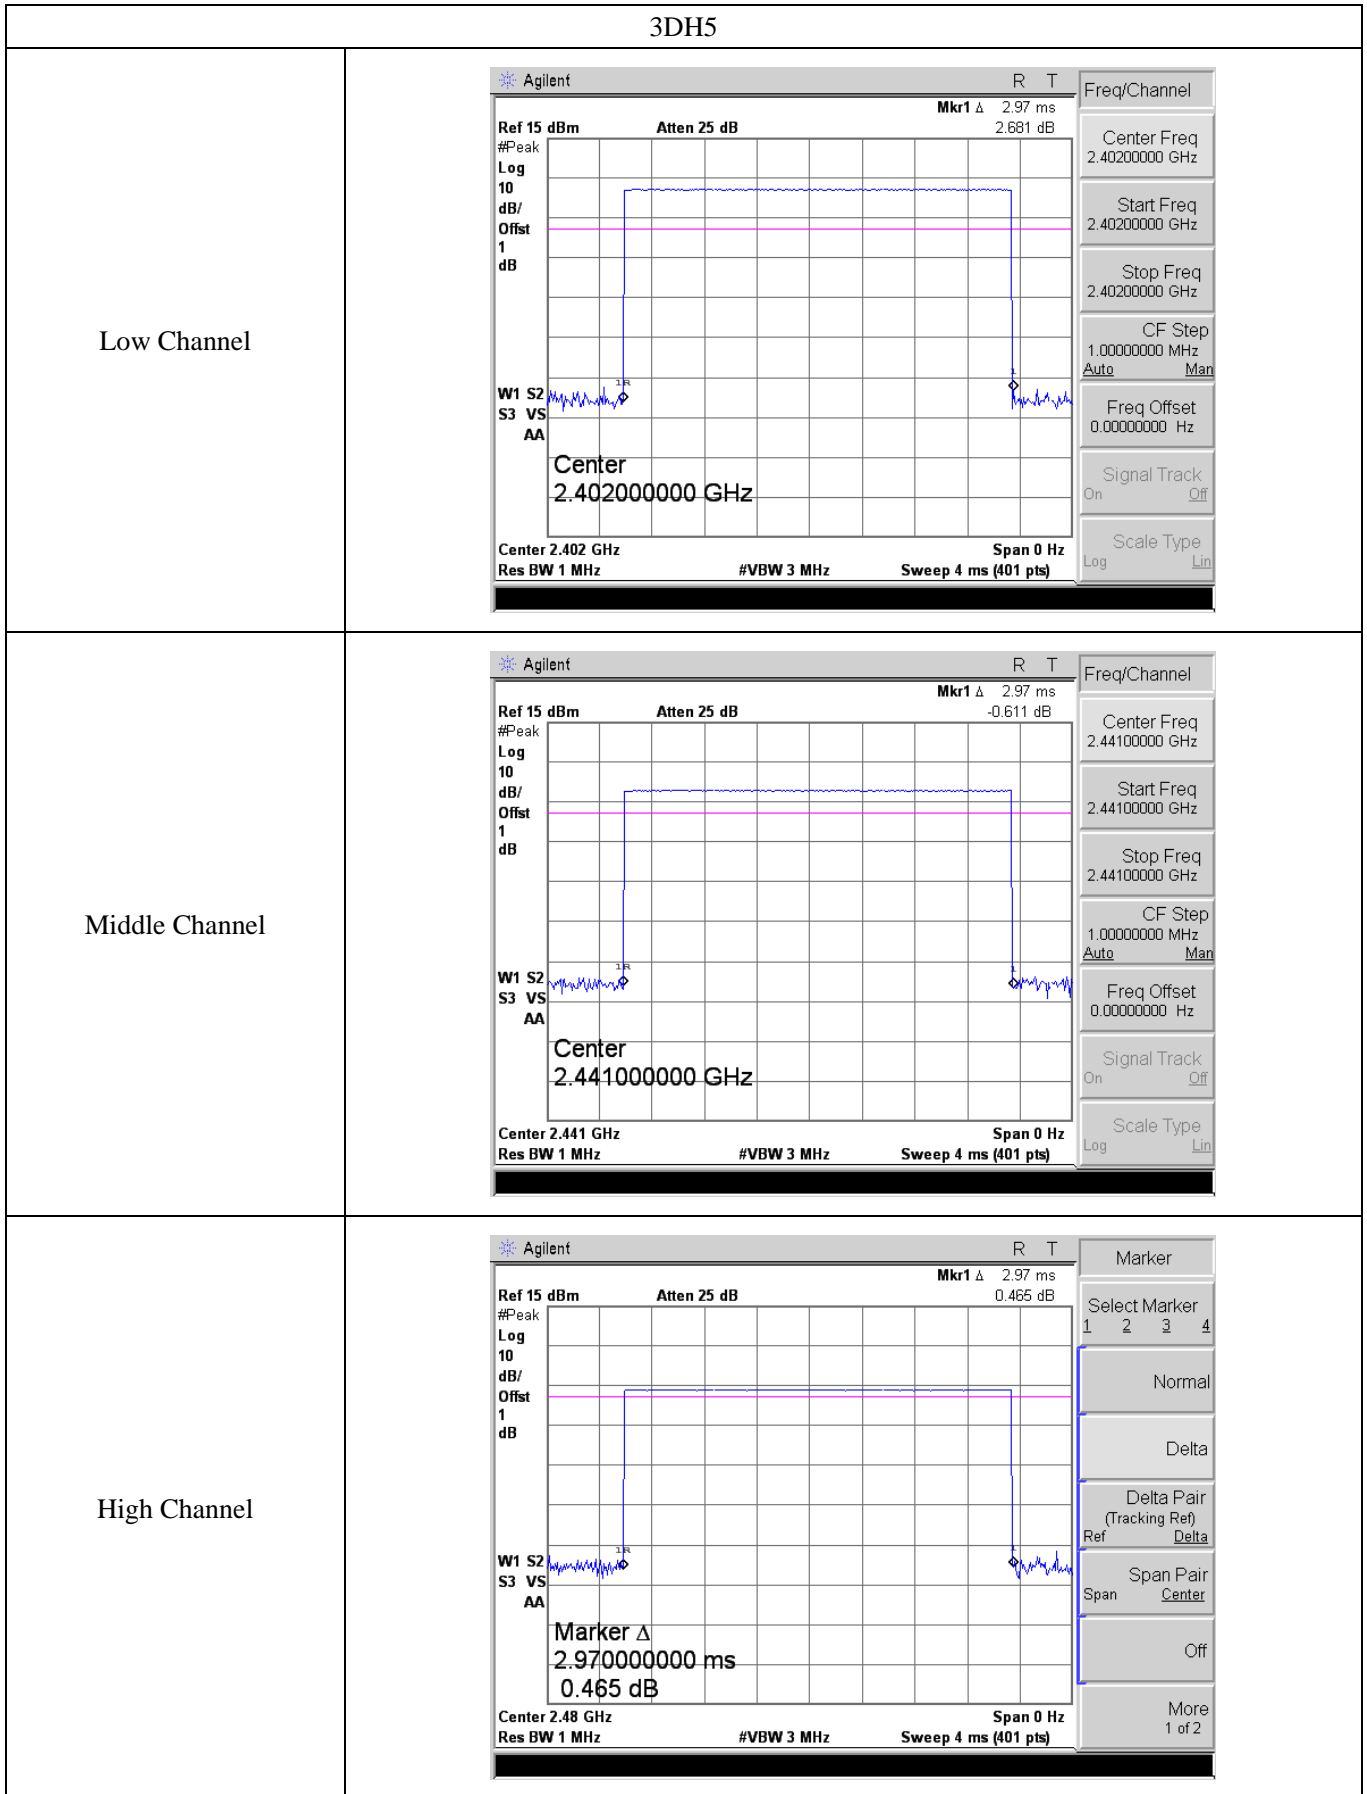 3DH5
Low Channel
Agilent R T
Mkr1 Δ 2.97 ms
Ref 15 dBm Atten 25 dB 2.681 dB
#Peak
Log
10
dB/
Offst
1
dB
1R
1
W1 S2
S3 VS
AA
Center
2.402000000 GHz
Center 2.402 GHz Span 0 Hz
Res BW 1 MHz #VBW 3 MHz Sweep 4 ms (401 pts)
Freq/Channel
Center Freq
2.40200000 GHz
Start Freq
2.40200000 GHz
Stop Freq
2.40200000 GHz
CF Step
1.00000000 MHz
Auto Man
Freq Offset
0.00000000 Hz
Signal Track
On Off
Scale Type
Log Lin
Middle Channel
Agilent R T
Mkr1 Δ 2.97 ms
Ref 15 dBm Atten 25 dB -0.611 dB
#Peak
Log
10
dB/
Offst
1
dB
1R
1
W1 S2
S3 VS
AA
Center
2.441000000 GHz
Center 2.441 GHz Span 0 Hz
Res BW 1 MHz #VBW 3 MHz Sweep 4 ms (401 pts)
Freq/Channel
Center Freq
2.44100000 GHz
Start Freq
2.44100000 GHz
Stop Freq
2.44100000 GHz
CF Step
1.00000000 MHz
Auto Man
Freq Offset
0.00000000 Hz
Signal Track
On Off
Scale Type
Log Lin
High Channel
Agilent R T
Mkr1 Δ 2.97 ms
Ref 15 dBm Atten 25 dB 0.465 dB
#Peak
Log
10
dB/
Offst
1
dB
1R
1
W1 S2
S3 VS
AA
Marker Δ
2.970000000 ms
0.465 dB
Center 2.48 GHz Span 0 Hz
Res BW 1 MHz #VBW 3 MHz Sweep 4 ms (401 pts)
Marker
Select Marker
1 2 3 4
Normal
Delta
Delta Pair
(Tracking Ref)
Ref Delta
Span Pair
Span Center
Off
More
1 of 2